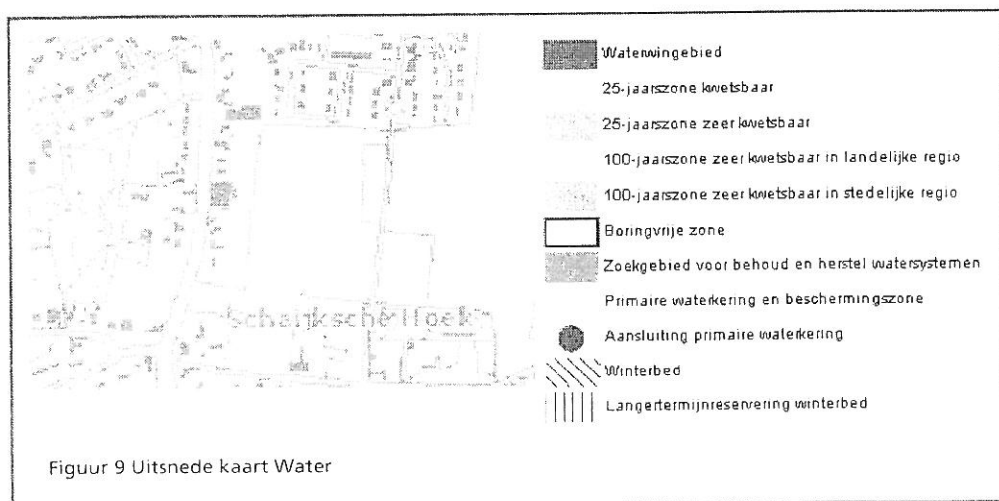 Waterwingebied
25-jaarszone kwetsbaar
25-jaarszone zeer kwetsbaar
100-jaarszone zeer kwetsbaar in landelijke regio
100-jaarszone zeer kwetsbaar in stedelijke regio
Boringvrije zone
Zoekgebied voor behoud en herstel watersystemen
Primaire waterkering en beschermingszone
Aansluiting primaire waterkering
Winterbed
Langertermijnreservering winterbed
Figuur 9 Uitsnede kaart Water